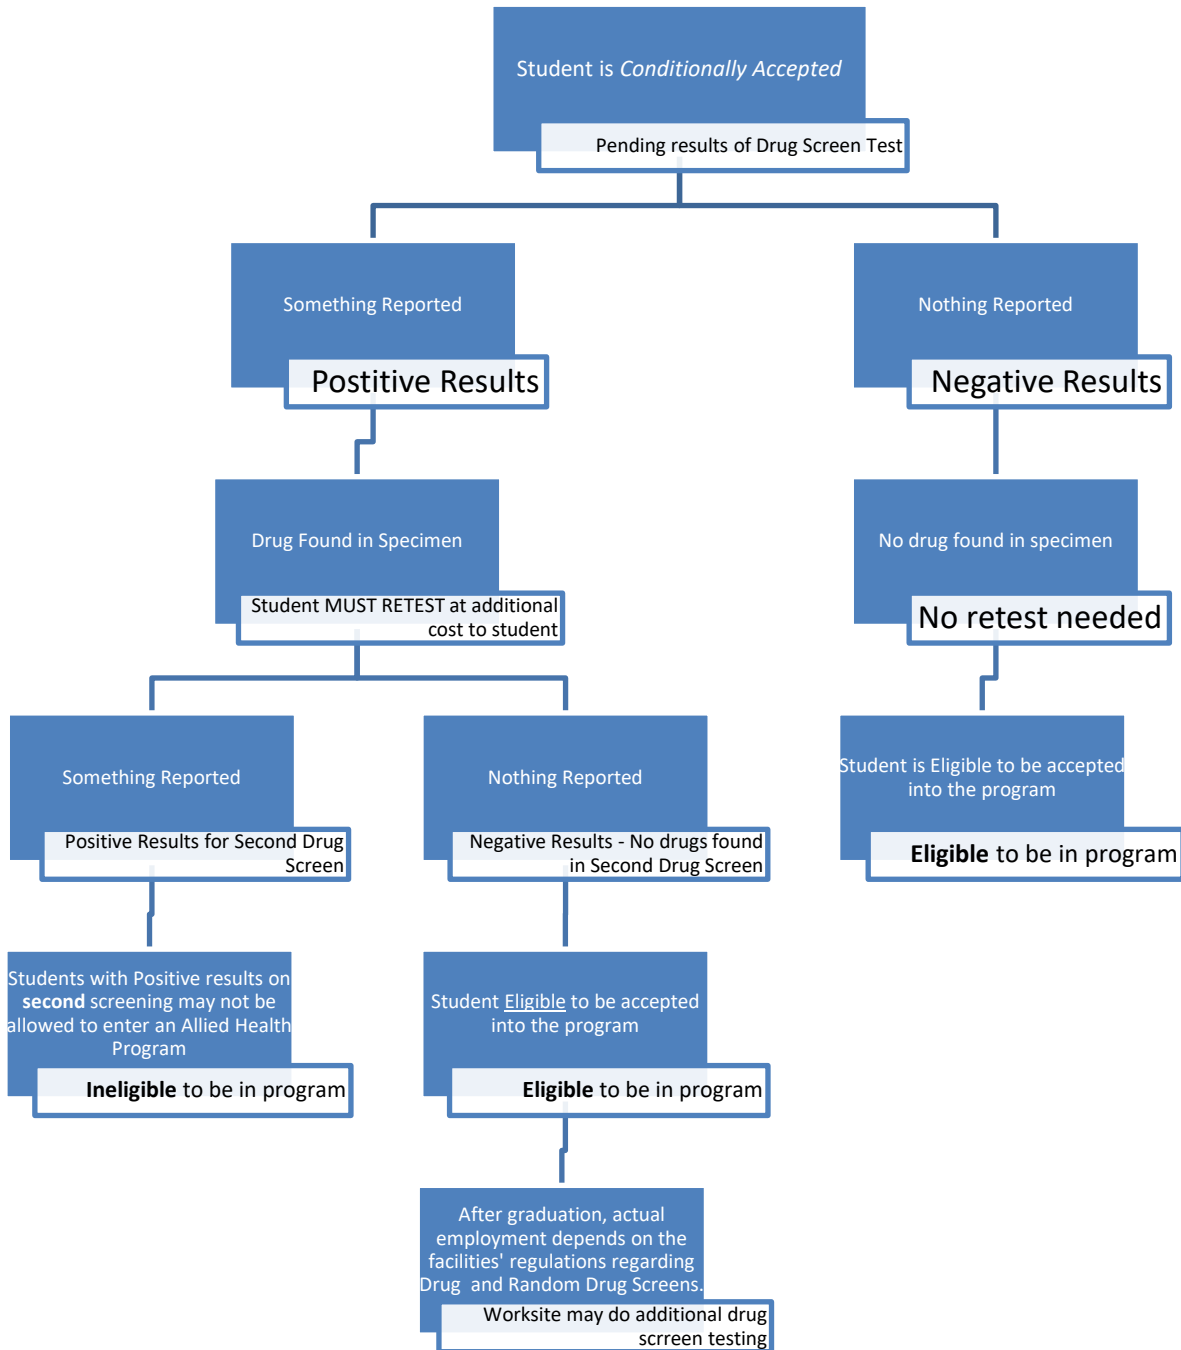 Student is Conditionally Accepted
Pending results of Drug Screen Test
Something Reported
Postitive Results
Nothing Reported
Negative Results
Drug Found in Specimen
Student MUST RETEST at additional
cost to student
No drug found in specimen
No retest needed
Something Reported
Positive Results for Second Drug
Screen
Nothing Reported
Negative Results - No drugs found
in Second Drug Screen
Student is Eligible to be accepted
into the program
Eligible to be in program
Students with Positive results on
second screening may not be
allowed to enter an Allied Health
Program
Ineligible to be in program
Student Eligible to be accepted
into the program
Eligible to be in program
After graduation, actual
employment depends on the
facilities' regulations regarding
Drug and Random Drug Screens.
Worksite may do additional drug
scrreen testing